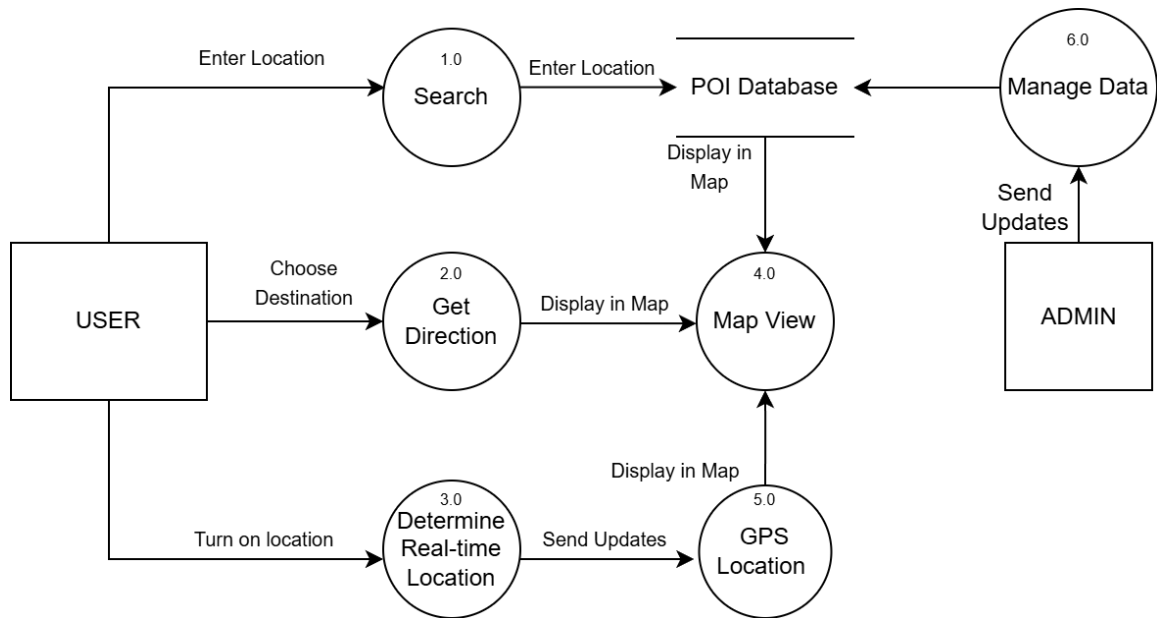 Enter Location
1.0
Search
Enter Location
POI Database
6.0
Manage Data
Display in
Map
Send
Updates
USER
Choose
Destination
2.0
Get
Direction
Display in Map
4.0
Map View
ADMIN
Turn on location
3.0
Determine
Real-time
Location
Send Updates
Display in Map
5.0
GPS
Location